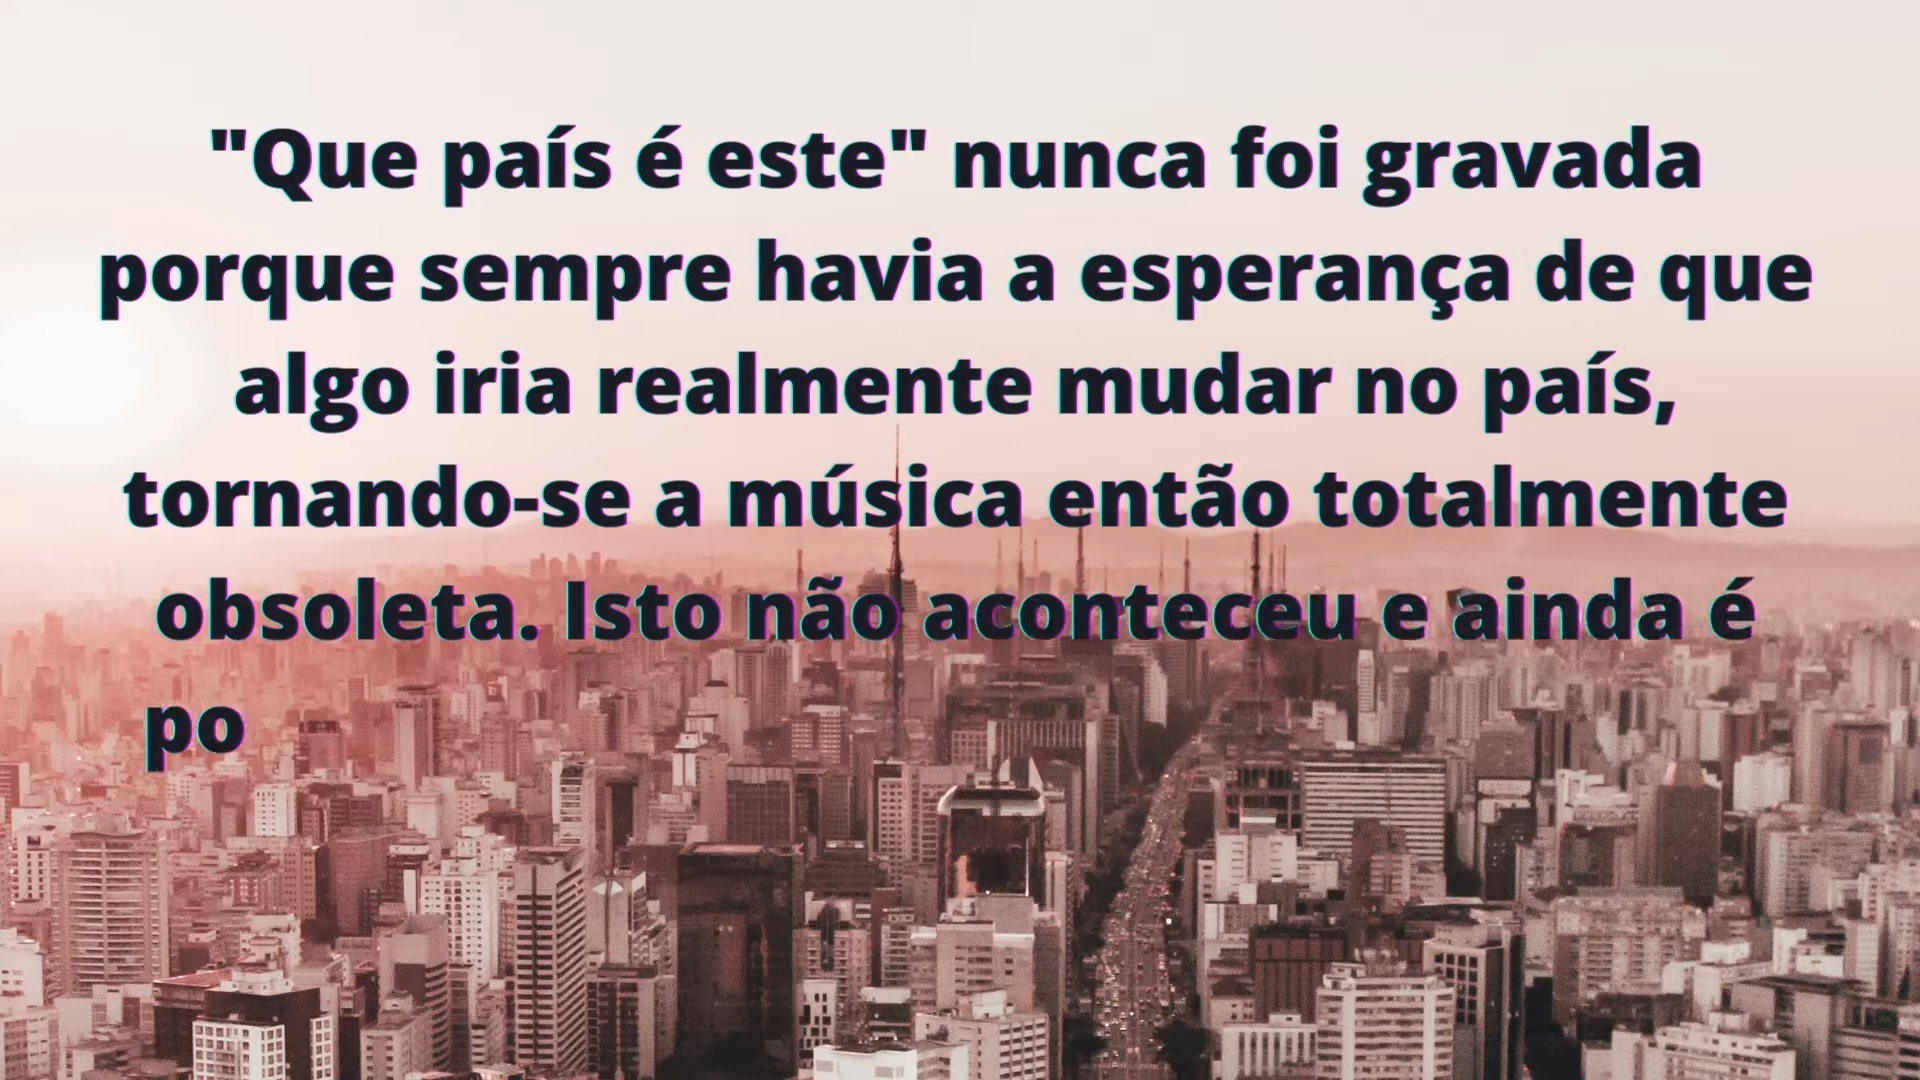 "Que país é este" nunca foi gravada
porque sempre havia a esperança de que
algo iria realmente mudar no país,
tornando-se a música então totalmente
obsoleta. Isto não aconteceu e ainda é
po